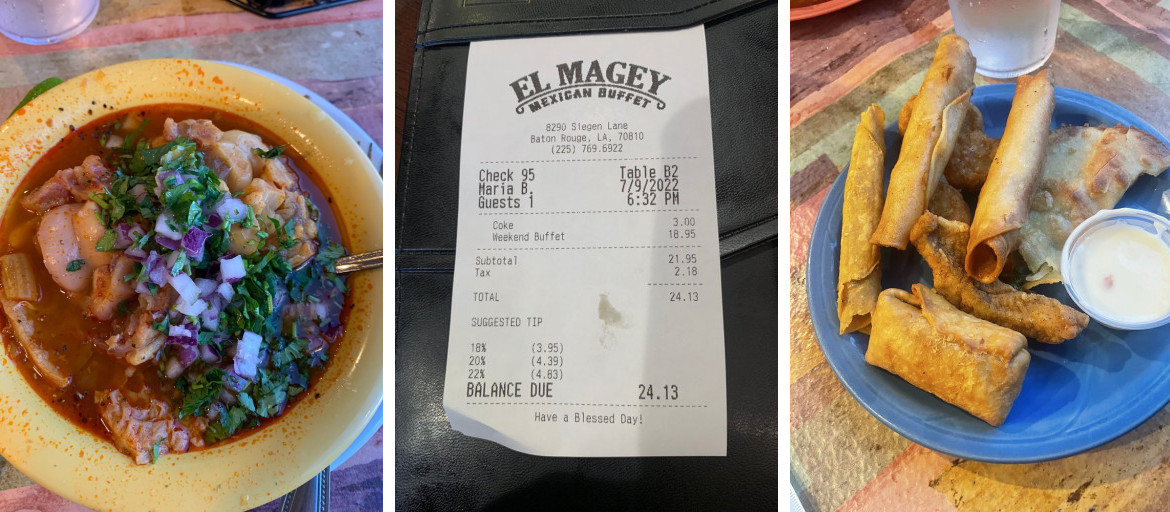 EL MAGEY
MEXICAN BUFFET
8290 Siegen Lane
Baton Rouge, LA, 70810
(225) 769.6922
Check 95 Table B2
Maria B. 7/9/2022
Guests 1 6:32 PM
Coke 3.00
Weekend Buffet 18.95
Subtotal 21.95
Tax 2.18
TOTAL 24.13
SUGGESTED TIP
18% (3.95)
20% (4.39)
22% (4.83)
BALANCE DUE 24.13
Have a Blessed Day!